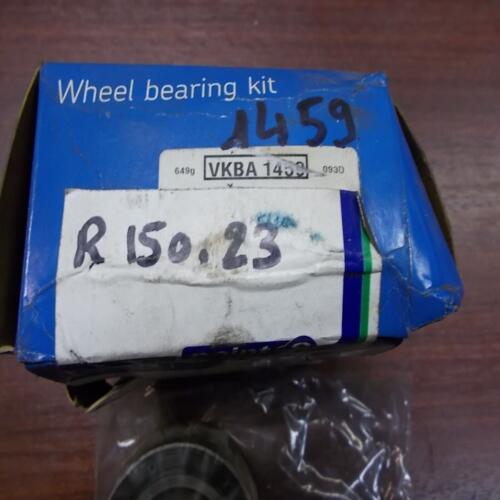 Wheel bearing kit
1459
649g VKBA 1459 093D
R 150.23